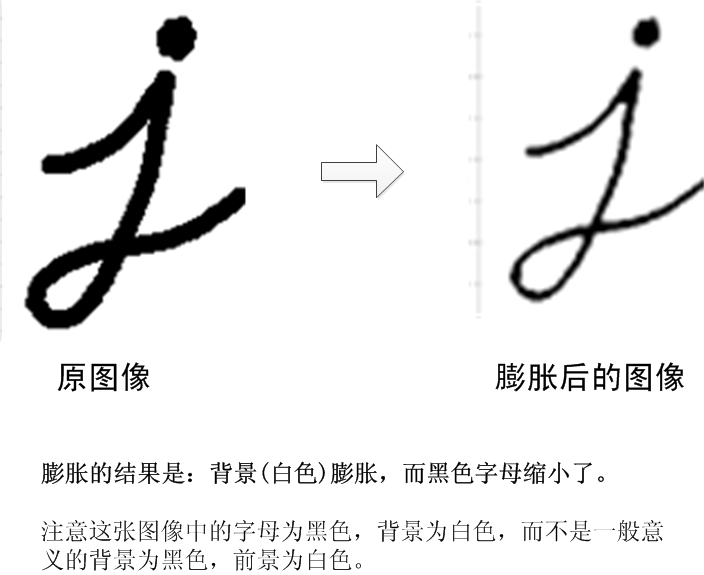 原图像
膨胀后的图像
膨胀的结果是：背景(白色)膨胀，而黑色字母缩小了。
注意这张图像中的字母为黑色，背景为白色，而不是一般意
义的背景为黑色，前景为白色。